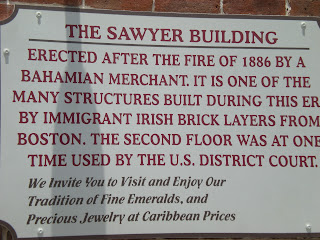 THE SAWYER BUILDING
ERECTED AFTER THE FIRE OF 1886 BY A
BAHAMIAN MERCHANT. IT IS ONE OF THE
MANY STRUCTURES BUILT DURING THIS ER
BY IMMIGRANT IRISH BRICK LAYERS FROM
BOSTON. THE SECOND FLOOR WAS AT ONE
TIME USED BY THE U.S. DISTRICT COURT.
We Invite You to Visit and Enjoy Our
Tradition of Fine Emeralds, and
Precious Jewelry at Caribbean Prices